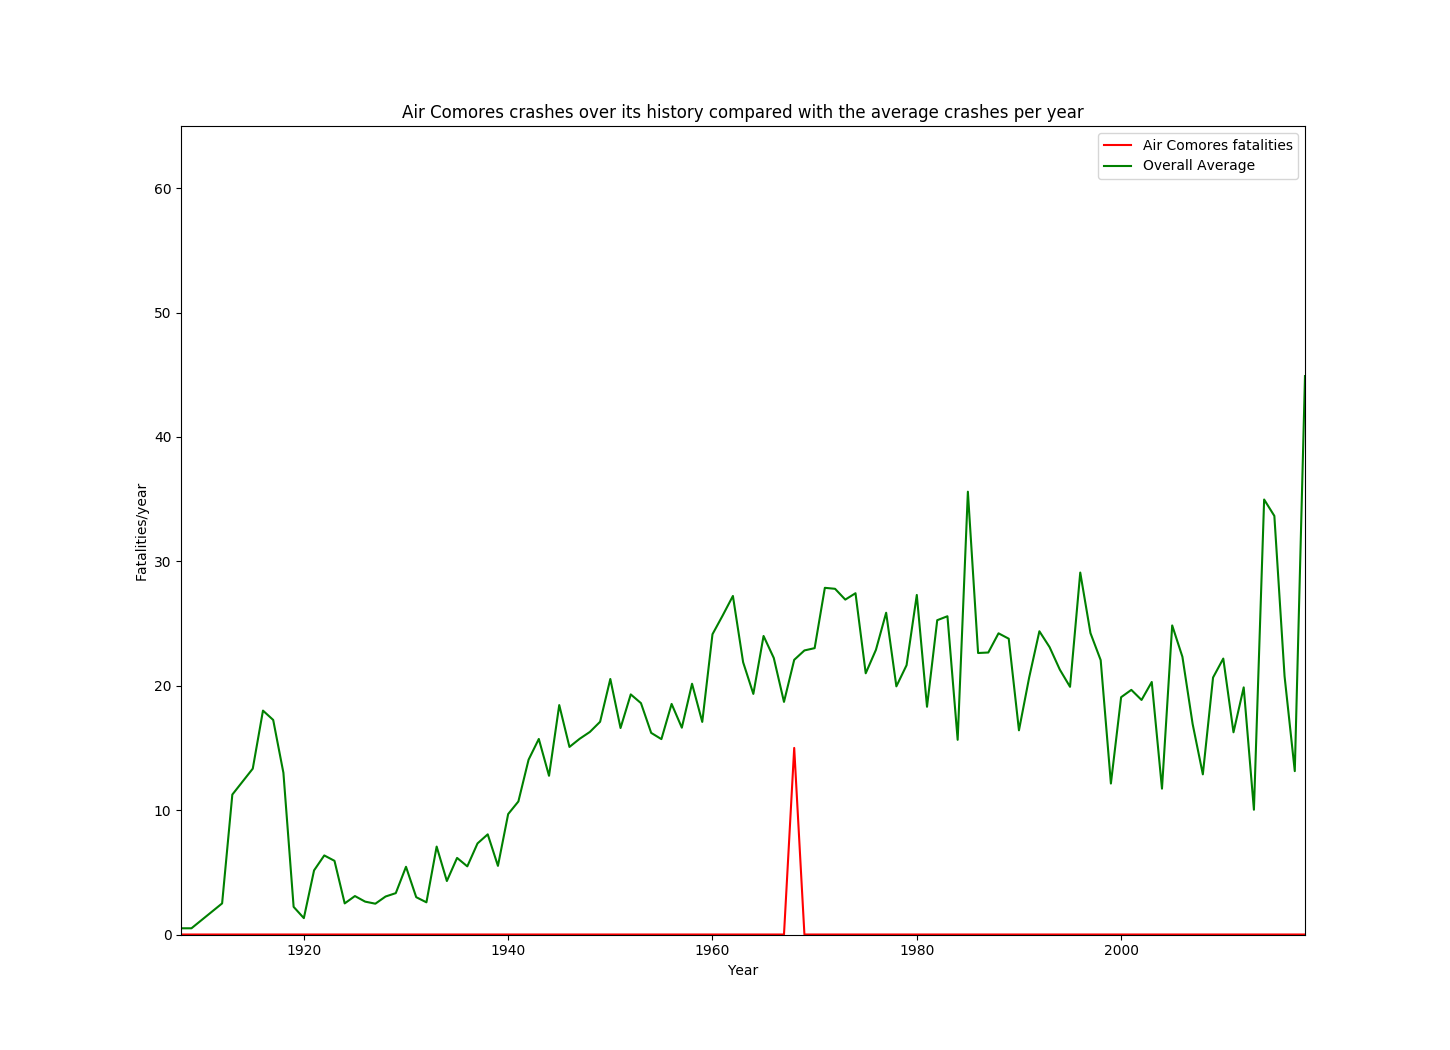 Air Comores crashes over its history compared with the average crashes per year
Air Comores fatalities
Overall Average
60
50
40
30
20
10
0
Fatalities/year
1920 1940 1960 1980 2000
Year